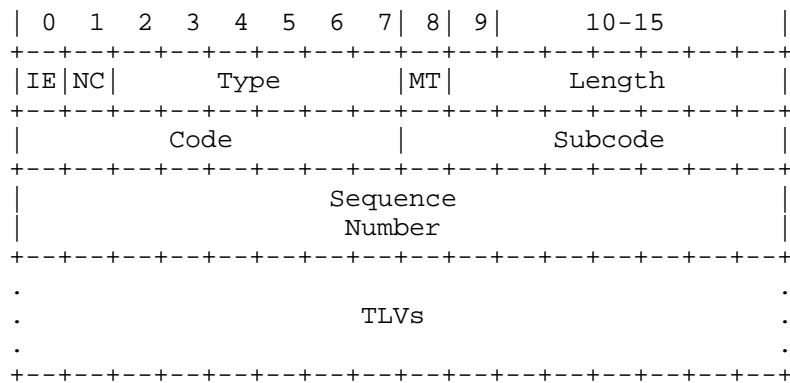 | 0  1  2  3  4  5  6  7| 8| 9|     10-15      |
+--+--+--+--+--+--+--+--+--+--+--+--+--+--+--+--+
|IE|NC|      Type       |MT|       Length       |
+--+--+--+--+--+--+--+--+--+--+--+--+--+--+--+--+
|         Code          |        Subcode        |
+--+--+--+--+--+--+--+--+--+--+--+--+--+--+--+--+
|                   Sequence                    |
|                    Number                     |
+--+--+--+--+--+--+--+--+--+--+--+--+--+--+--+--+
.                                               .
.                     TLVs                      .
.                                               .
+--+--+--+--+--+--+--+--+--+--+--+--+--+--+--+--+